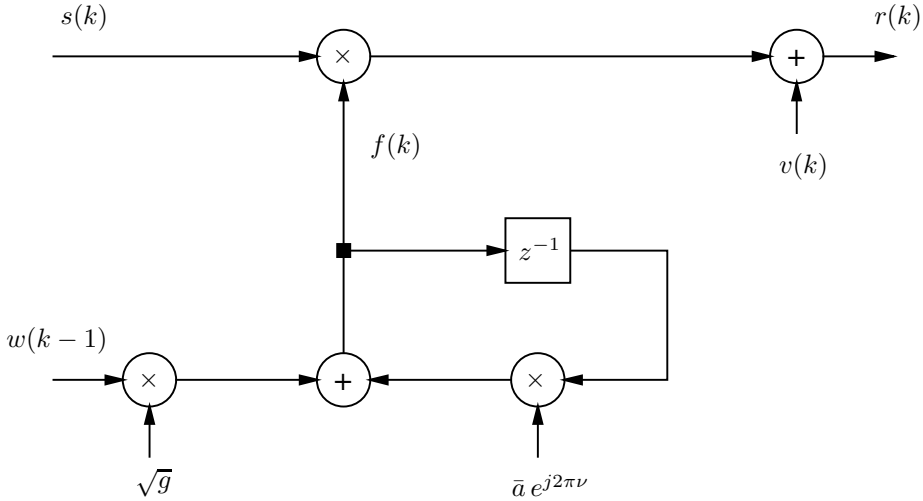 s(k)
r(k)
×
+
f(k)
v(k)
z⁻¹
w(k − 1)
×
+
×
√g
ā e^{j2πν}